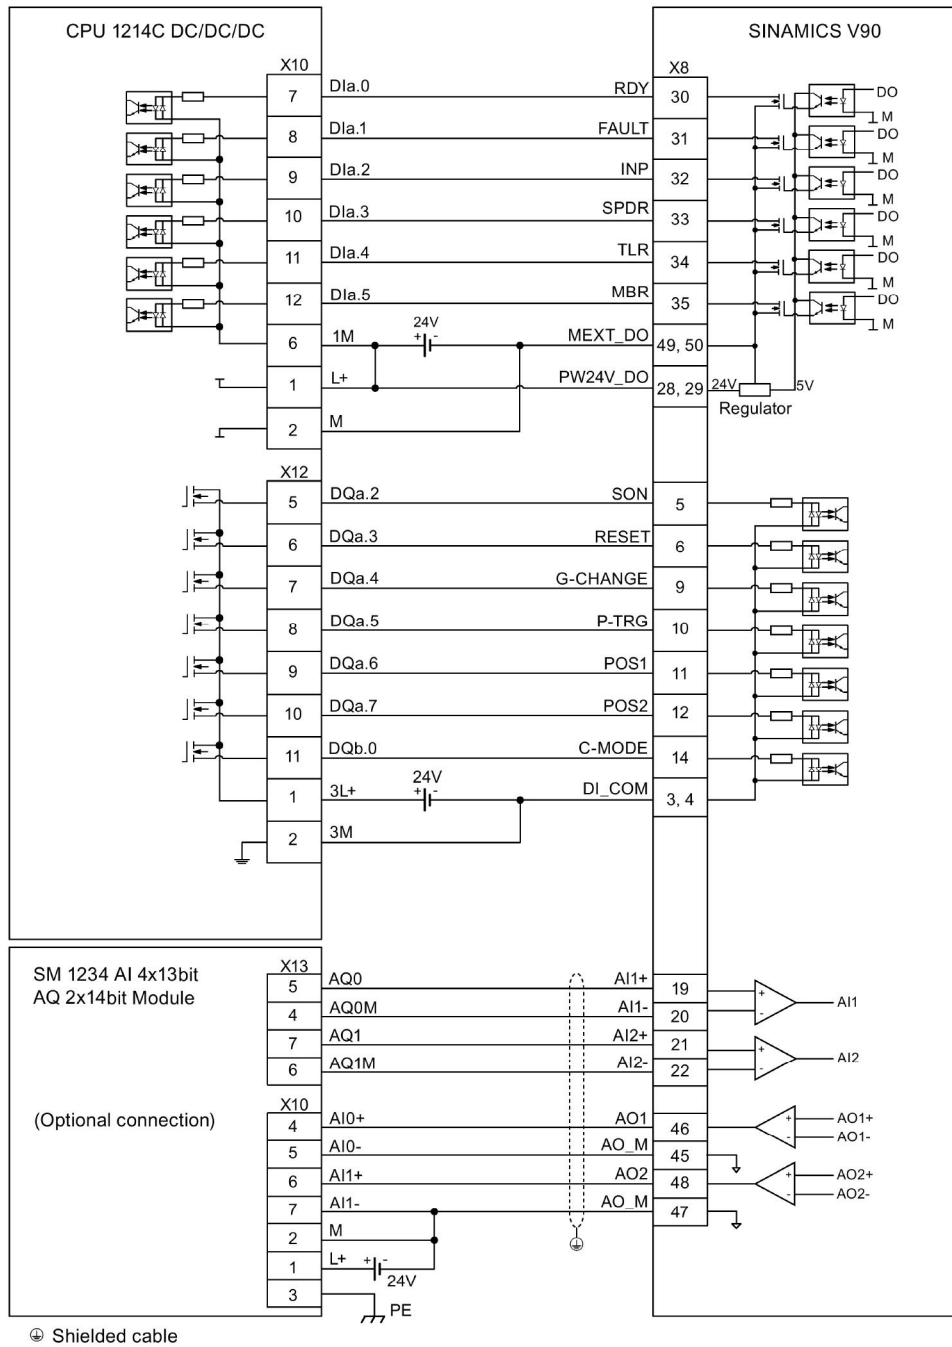 CPU 1214C DC/DC/DC
SINAMICS V90
X10
X8
7 DIa.0 RDY 30 DO
M
8 DIa.1 FAULT 31 DO
M
9 DIa.2 INP 32 DO
M
10 DIa.3 SPDR 33 DO
M
11 DIa.4 TLR 34 DO
M
12 DIa.5 MBR 35 DO
M
24V
6 1M + - MEXT_DO 49, 50
1 L+ PW24V_DO 28, 29 24V 5V
Regulator
2 M
X12
5 DQa.2 SON 5
6 DQa.3 RESET 6
7 DQa.4 G-CHANGE 9
8 DQa.5 P-TRG 10
9 DQa.6 POS1 11
10 DQa.7 POS2 12
11 DQb.0 C-MODE 14
24V
1 3L+ + - DI_COM 3, 4
2 3M
SM 1234 AI 4x13bit
AQ 2x14bit Module
(Optional connection)
X13
5 AQ0 AI1+ 19 +
4 AQ0M AI1- 20 - AI1
7 AQ1 AI2+ 21 +
6 AQ1M AI2- 22 - AI2
X10
4 AI0+ AO1 46 + AO1+
- AO1-
5 AI0- AO_M 45
6 AI1+ AO2 48 + AO2+
- AO2-
7 AI1- AO_M 47
2 M
1 L+ + -
24V
3 PE
Shielded cable